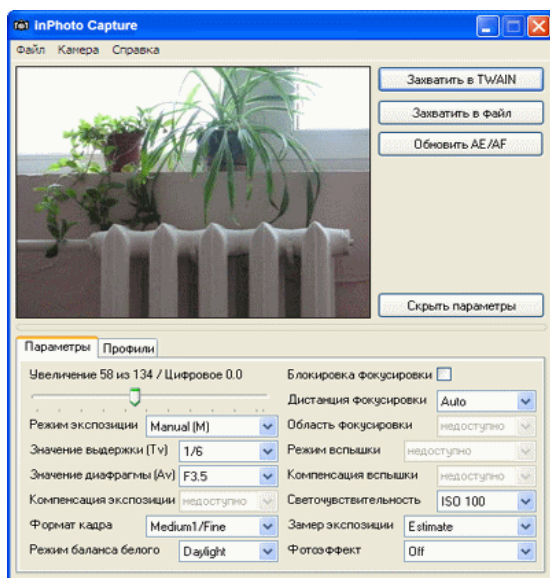 inPhoto Capture
Файл Камера Справка
Захватить в TWAIN
Захватить в файл
Обновить AE/AF
Скрыть параметры
Параметры Профили
Увеличение 58 из 134 / Цифровое 0.0
Блокировка фокусировки
Дистанция фокусировки Auto
Режим экспозиции Manual (M)
Область фокусировки недоступно
Значение выдержки (Tv) 1/6
Режим вспышки недоступно
Значение диафрагмы (Av) F3.5
Компенсация вспышки недоступно
Компенсация экспозиции недоступно
Светочувствительность ISO 100
Формат кадра Medium1/Fine
Замер экспозиции Estimate
Режим баланса белого Daylight
Фотоэффект Off